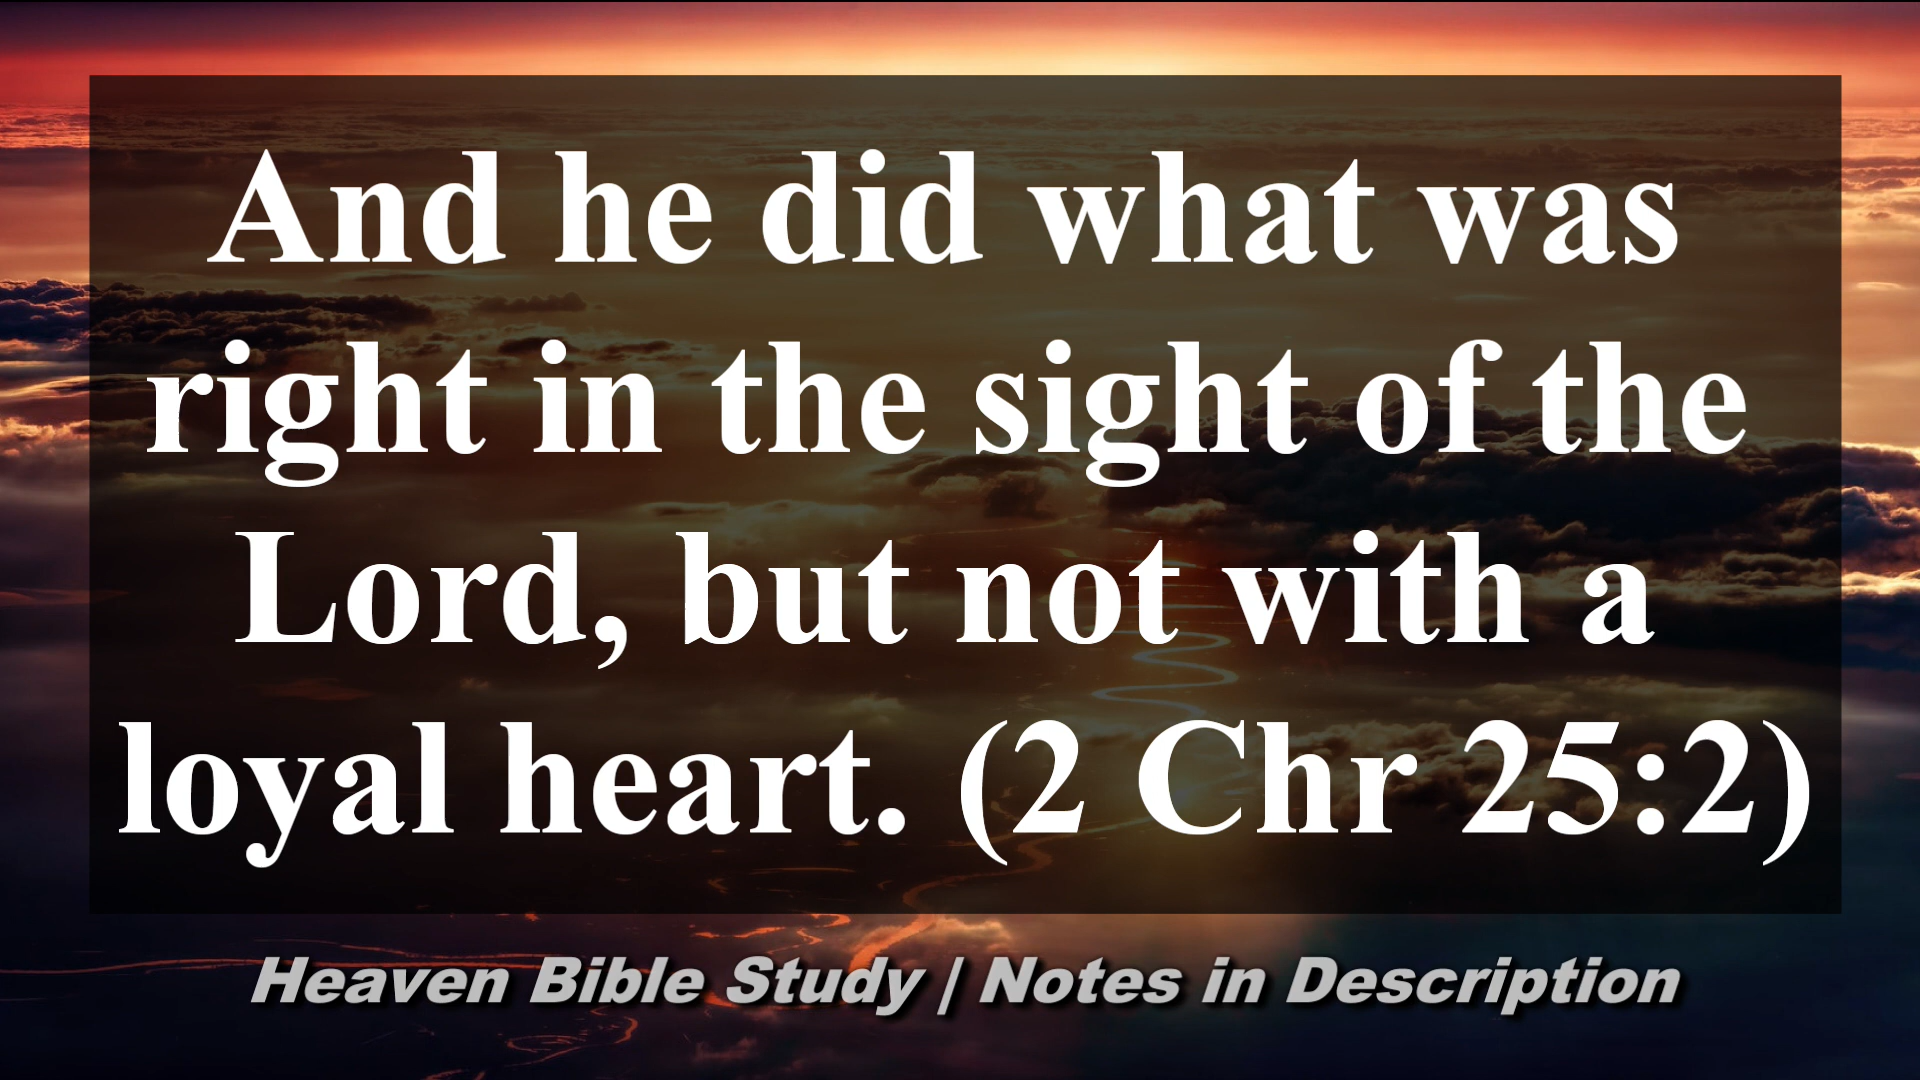 And he did what was
right in the sight of the
Lord, but not with a
loyal heart. (2 Chr 25:2)
Heaven Bible Study | Notes in Description